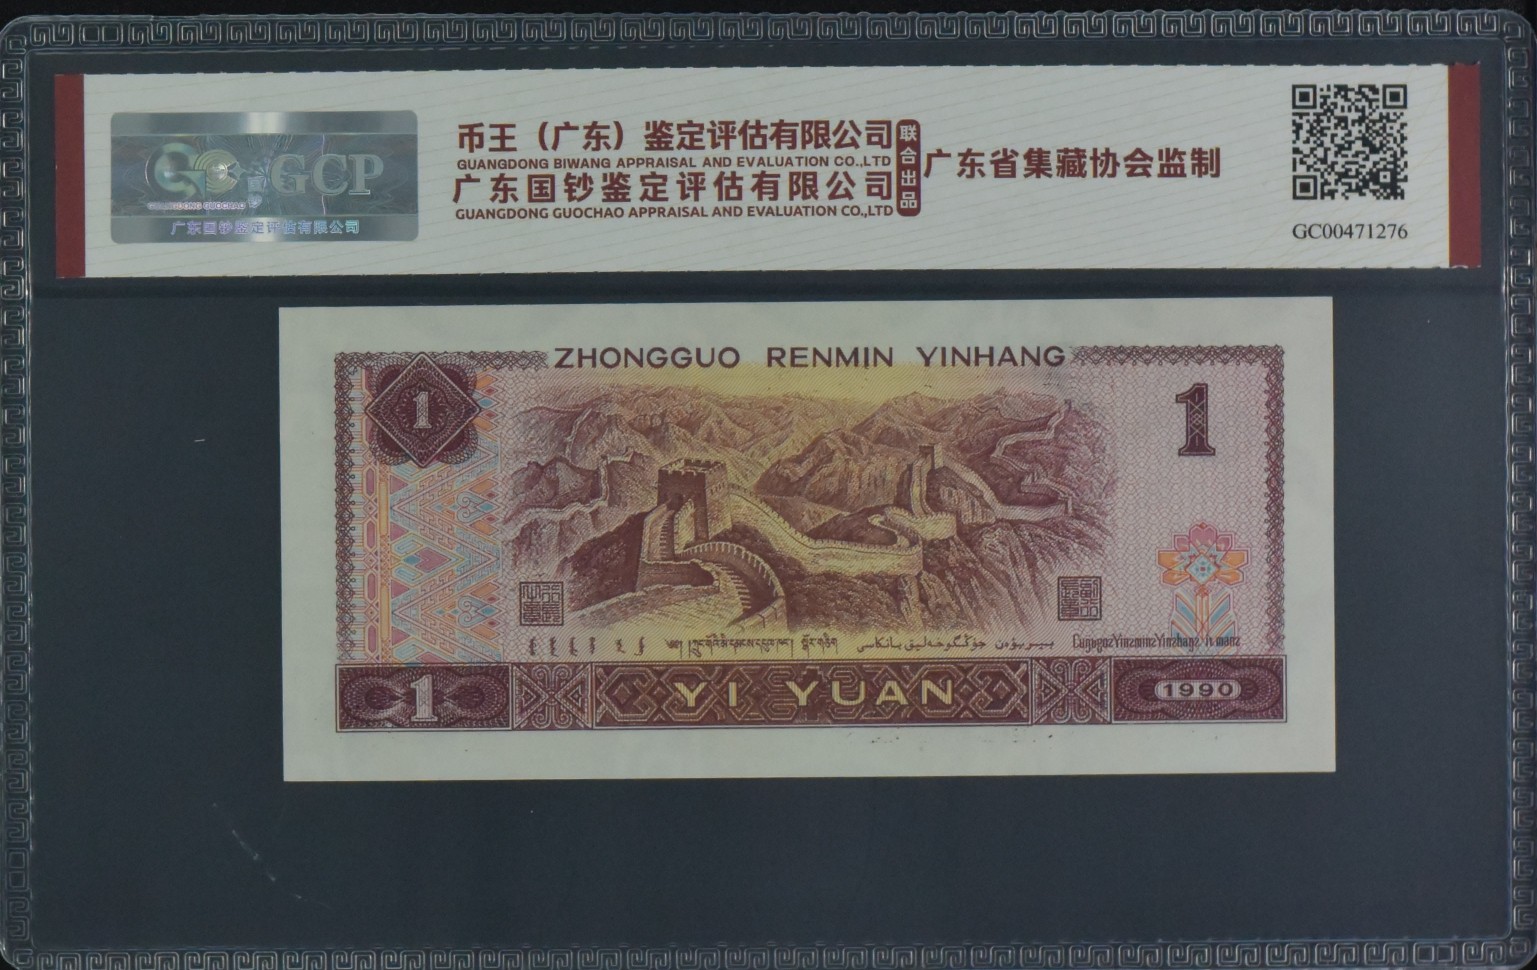 GCP
GUANGDONG GUOCHAO
广东国钞鉴定评估有限公司
币王（广东）鉴定评估有限公司
GUANGDONG BIWANG APPRAISAL AND EVALUATION CO.,LTD
广东国钞鉴定评估有限公司
GUANGDONG GUOCHAO APPRAISAL AND EVALUATION CO.,LTD
联合出品
广东省集藏协会监制
GC00471276
ZHONGGUO RENMIN YINHANG
1
1
1
YI YUAN
1990